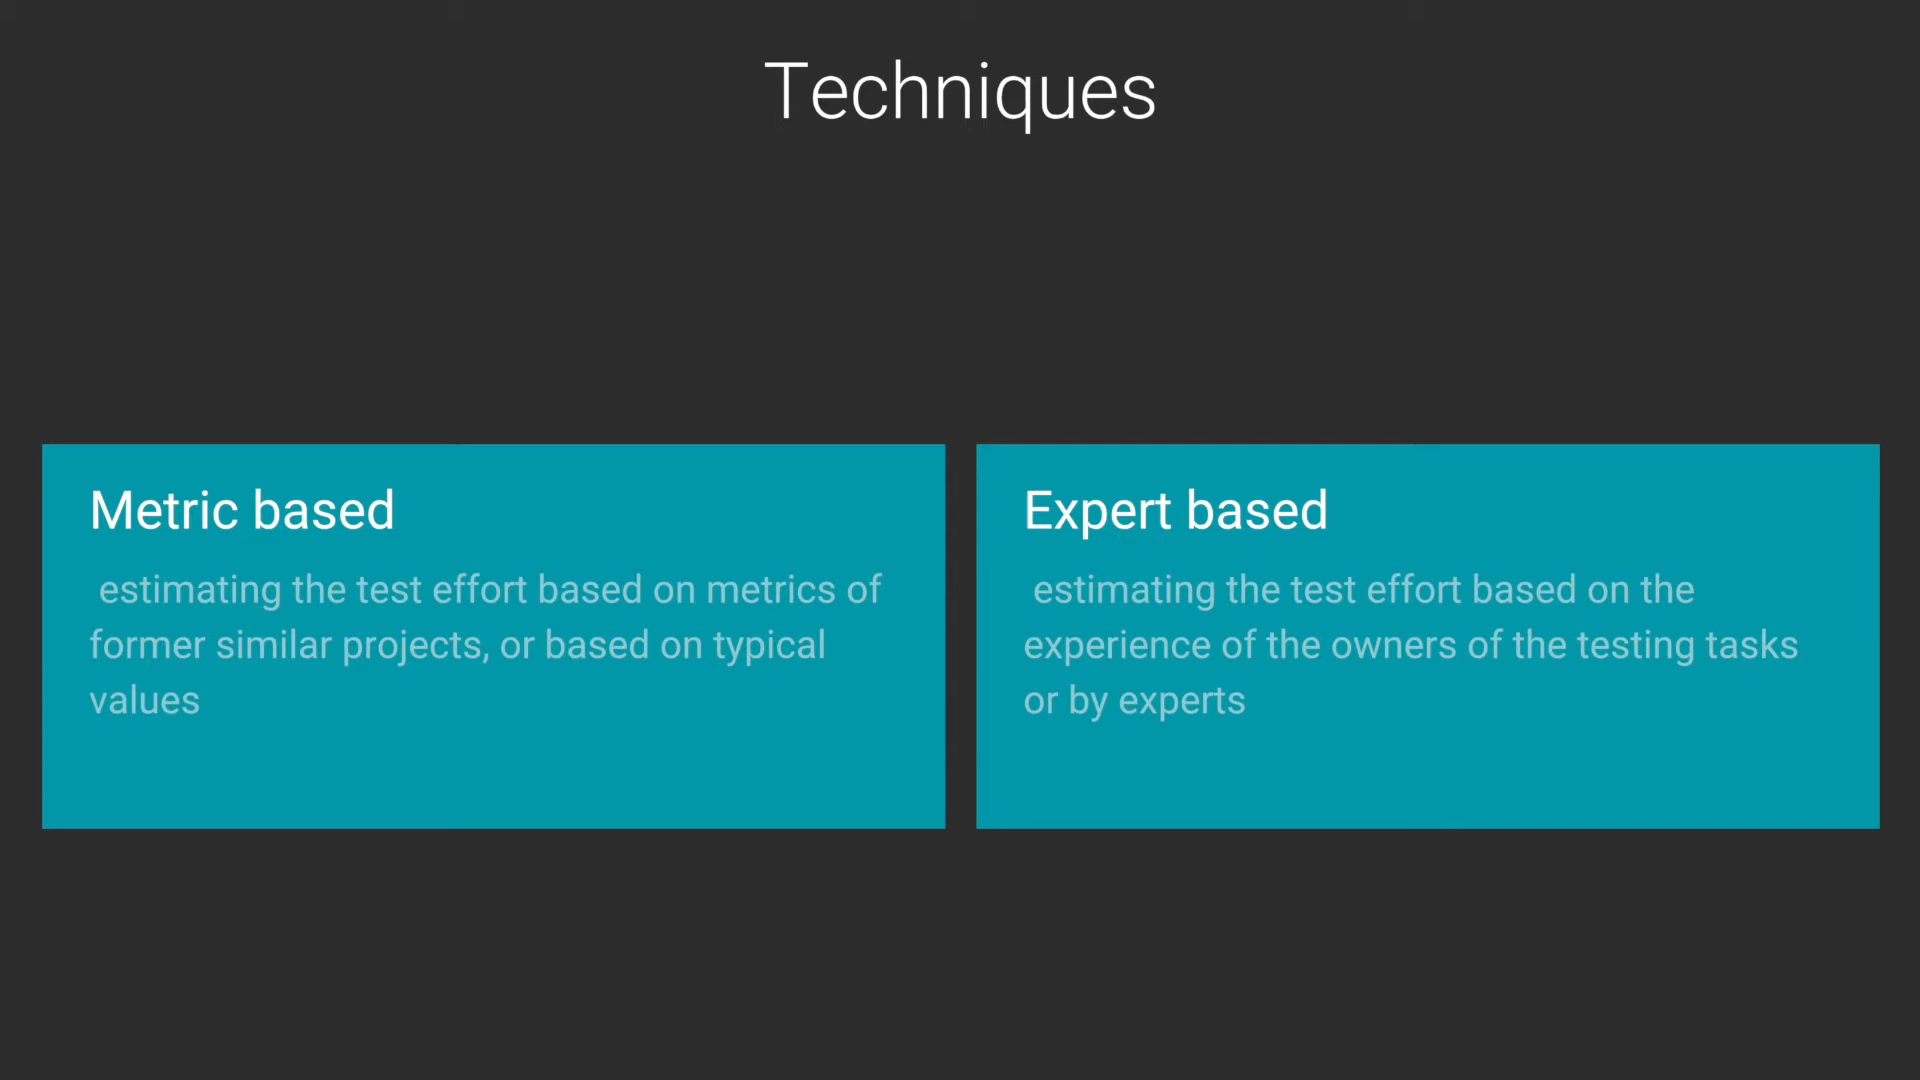 Techniques
Metric based
estimating the test effort based on metrics of
former similar projects, or based on typical
values
Expert based
estimating the test effort based on the
experience of the owners of the testing tasks
or by experts